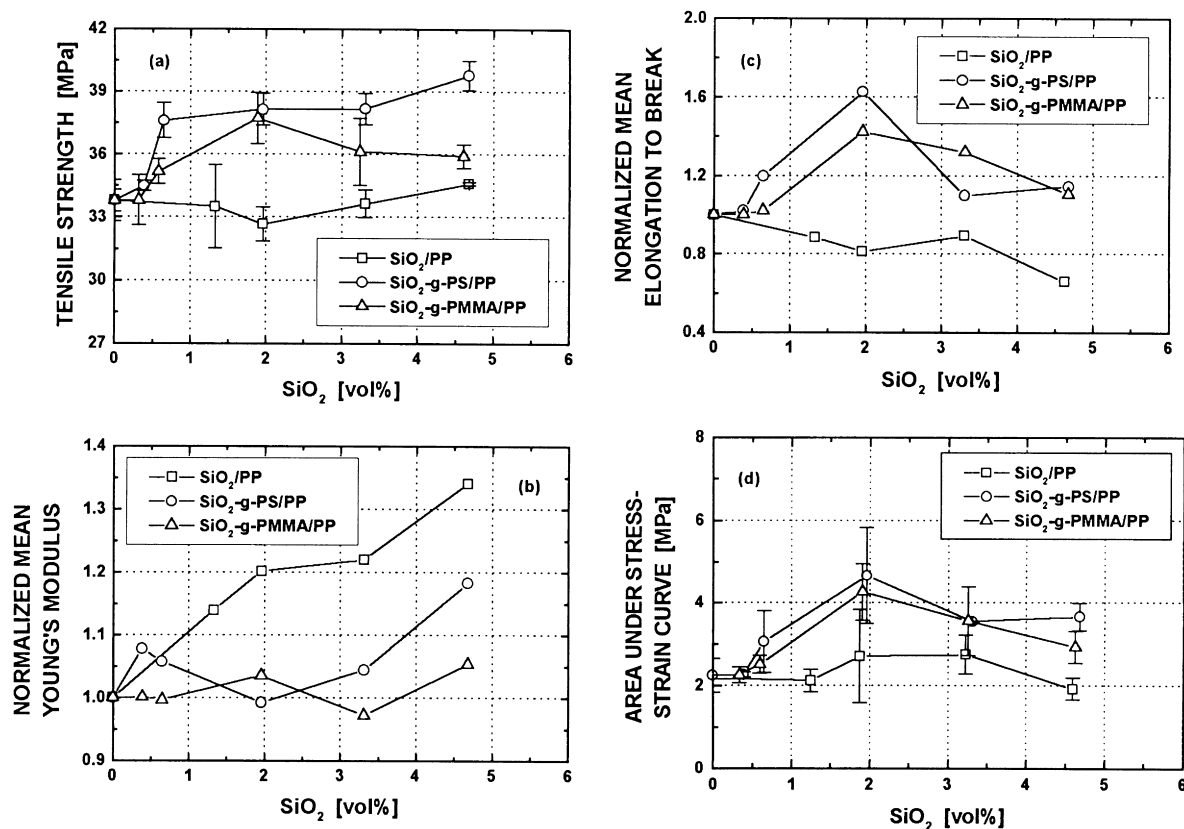 TENSILE STRENGTH [MPa]
42
39
36
33
30
27
(a)
SiO₂/PP
SiO₂-g-PS/PP
SiO₂-g-PMMA/PP
0 1 2 3 4 5 6
SiO₂ [vol%]
NORMALIZED MEAN
ELONGATION TO BREAK
2.0
1.6
1.2
0.8
0.4
(c)
SiO₂/PP
SiO₂-g-PS/PP
SiO₂-g-PMMA/PP
0 1 2 3 4 5 6
SiO₂ [vol%]
NORMALIZED MEAN
YOUNG'S MODULUS
1.4
1.3
1.2
1.1
1.0
0.9
(b)
SiO₂/PP
SiO₂-g-PS/PP
SiO₂-g-PMMA/PP
0 1 2 3 4 5 6
SiO₂ [vol%]
AREA UNDER STRESS-
STRAIN CURVE [MPa]
8
6
4
2
0
(d)
SiO₂/PP
SiO₂-g-PS/PP
SiO₂-g-PMMA/PP
0 1 2 3 4 5 6
SiO₂ [vol%]